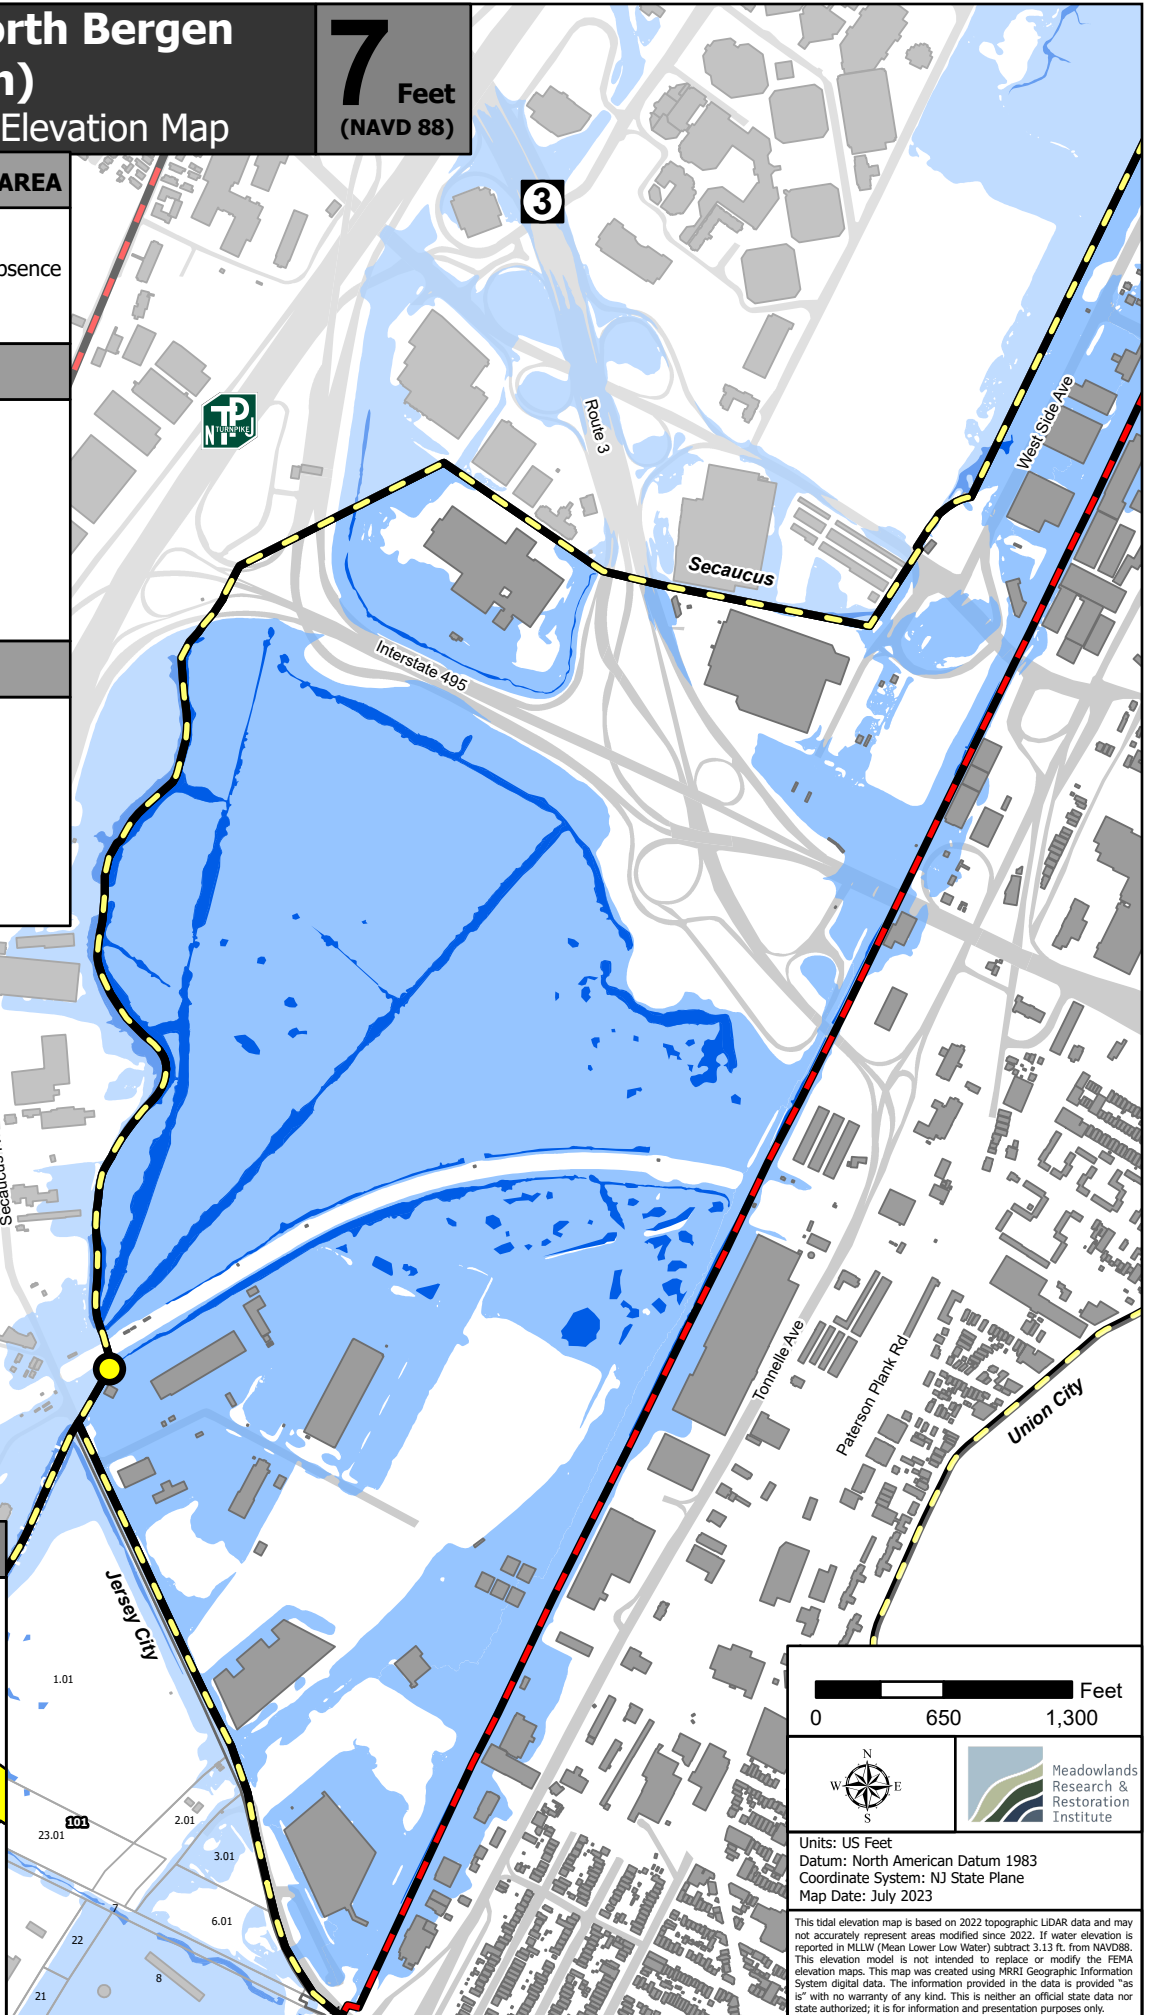 orth Bergen
n)
Elevation Map
7
Feet
(NAVD 88)
AREA
bsence
3
N
TP
J
TURNPIKE
Route 3
West Side Ave
Secaucus
Interstate 495
Tonnelle Ave
Paterson Plank Rd
Union City
Jersey City
1.01
101
23.01
2.01
3.01
6.01
7
22
8
21
Feet
0 650 1,300
N
W E
S
Meadowlands
Research &
Restoration
Institute
Units: US Feet
Datum: North American Datum 1983
Coordinate System: NJ State Plane
Map Date: July 2023
This tidal elevation map is based on 2022 topographic LiDAR data and may
not accurately represent areas modified since 2022. If water elevation is
reported in MLLW (Mean Lower Low Water) subtract 3.13 ft. from NAVD88.
This elevation model is not intended to replace or modify the FEMA
elevation maps. This map was created using MRRI Geographic Information
System digital data. The information provided in the data is provided "as
is" with no warranty of any kind. This is neither an official state data nor
state authorized; it is for information and presentation purposes only.